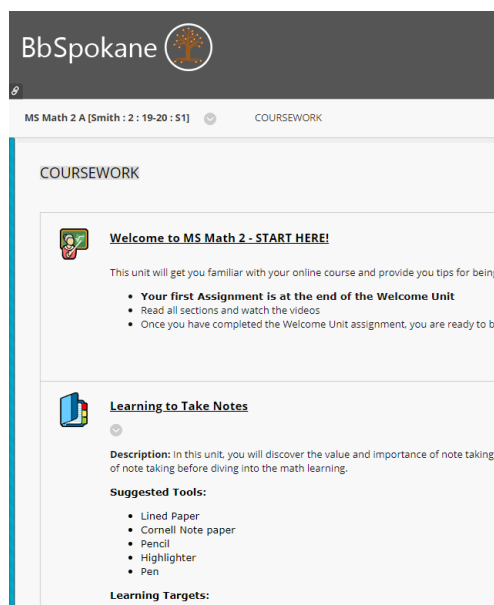 BbSpokane
MS Math 2 A [Smith : 2 : 19-20 : S1]
COURSEWORK
COURSEWORK
Welcome to MS Math 2 - START HERE!
This unit will get you familiar with your online course and provide you tips for being
Your first Assignment is at the end of the Welcome Unit
Read all sections and watch the videos
Once you have completed the Welcome Unit assignment, you are ready to b
Learning to Take Notes
Description: In this unit, you will discover the value and importance of note taking
of note taking before diving into the math learning.
Suggested Tools:
Lined Paper
Cornell Note paper
Pencil
Highlighter
Pen
Learning Targets: